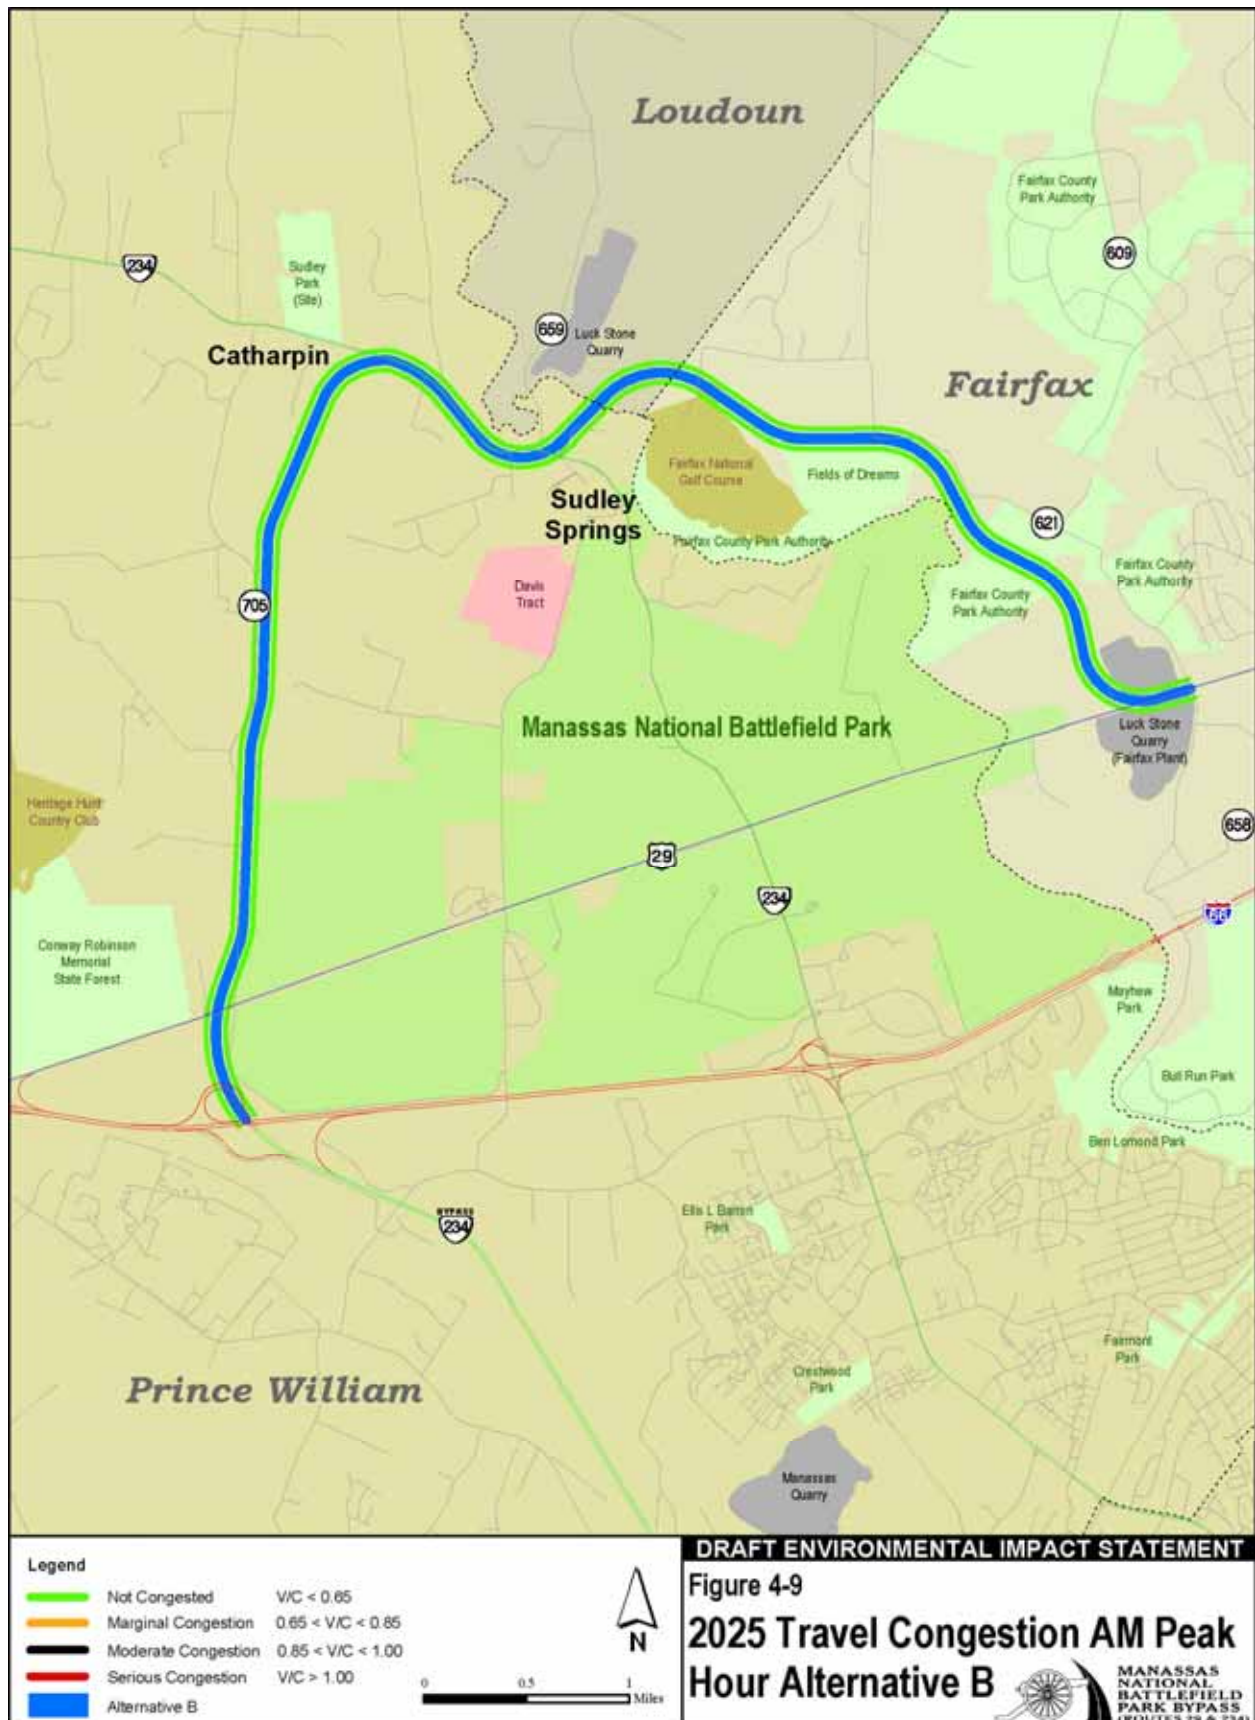 Loudoun
Fairfax County
Park Authority
609
234
Sudley
Park
(Site)
659
Luck Stone
Quarry
Catharpin
Fairfax
Fairfax National
Golf Course
Fields of Dreams
Sudley
Springs
621
Fairfax County Park Authority
Fairfax County
Park Authority
Davis
Tract
Fairfax County
Park Authority
705
Manassas National Battlefield Park
Luck Stone
Quarry
(Fairfax Plant)
Heritage Hunt
Country Club
658
29
234
66
Conway Robinson
Memorial
State Forest
Mayhew
Park
Bull Run Park
Ben Lomond Park
Ellis L Barron
Park
BYPASS
234
Fairmont
Park
Crestwood
Park
Prince William
Manassas
Quarry
Legend
Not Congested V/C < 0.65
Marginal Congestion 0.65 < V/C < 0.85
Moderate Congestion 0.85 < V/C < 1.00
Serious Congestion V/C > 1.00
Alternative B
N
0 0.5 1
Miles
DRAFT ENVIRONMENTAL IMPACT STATEMENT
Figure 4-9
2025 Travel Congestion AM Peak
Hour Alternative B
MANASSAS
NATIONAL
BATTLEFIELD
PARK BYPASS
(ROUTES 29 & 234)